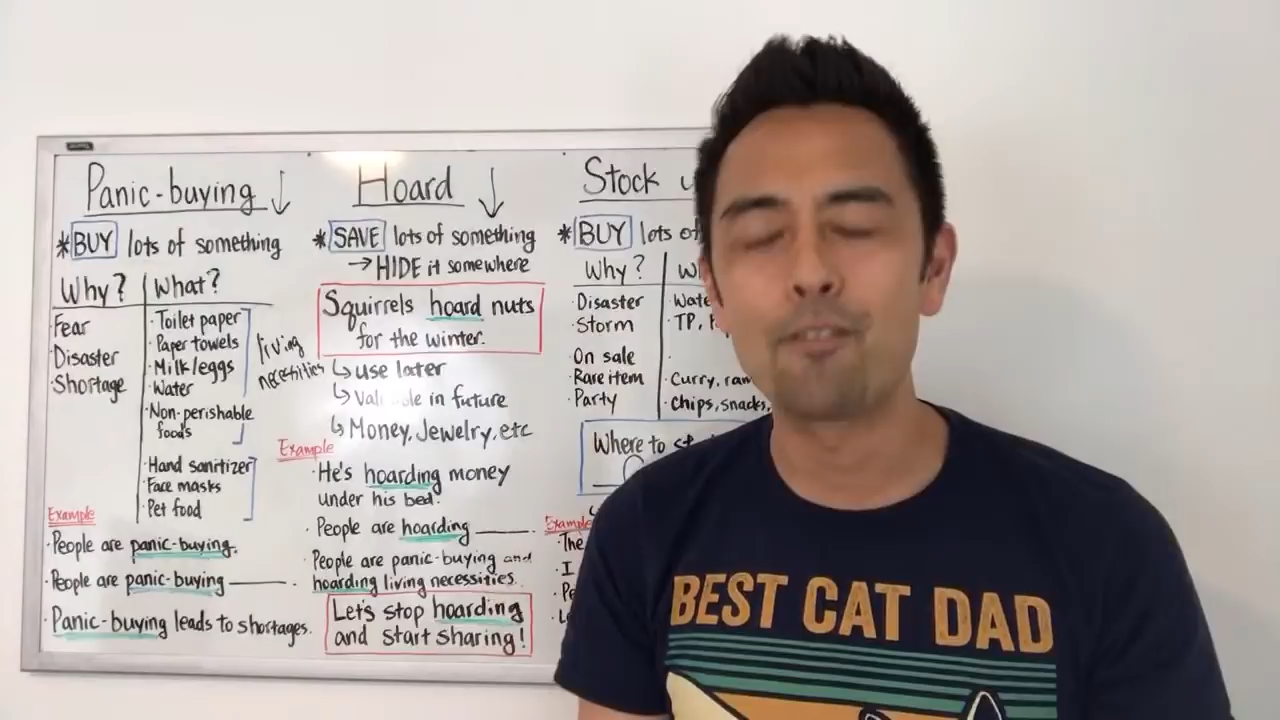 Panic-buying ↓
*BUY lots of something
Why? What?
Fear
Disaster
Shortage
·Toilet paper
·Paper towels
·Milk/eggs
·Water
·Non-perishable
foods
living
necessities
·Hand sanitizer
·Face masks
·Pet food
Example
·People are panic-buying.
·People are panic-buying ______.
·Panic-buying leads to shortages.
Hoard ↓
*SAVE lots of something
→ HIDE it somewhere
Squirrels hoard nuts
for the winter.
↳ use later
↳ in future
↳ Money, Jewelry, etc
Example
·He's hoarding money
under his bed.
·People are hoarding ______.
·People are panic-buying and
hoarding living necessities.
Let's stop hoarding
and start sharing!
Stock
*BUY lots
Why?
·Disaster
·Storm
·On sale
·Rare item
·Party
TP,
·Curry,
·chips, snacks,
Where to
Example
·The
·I
BEST CAT DAD